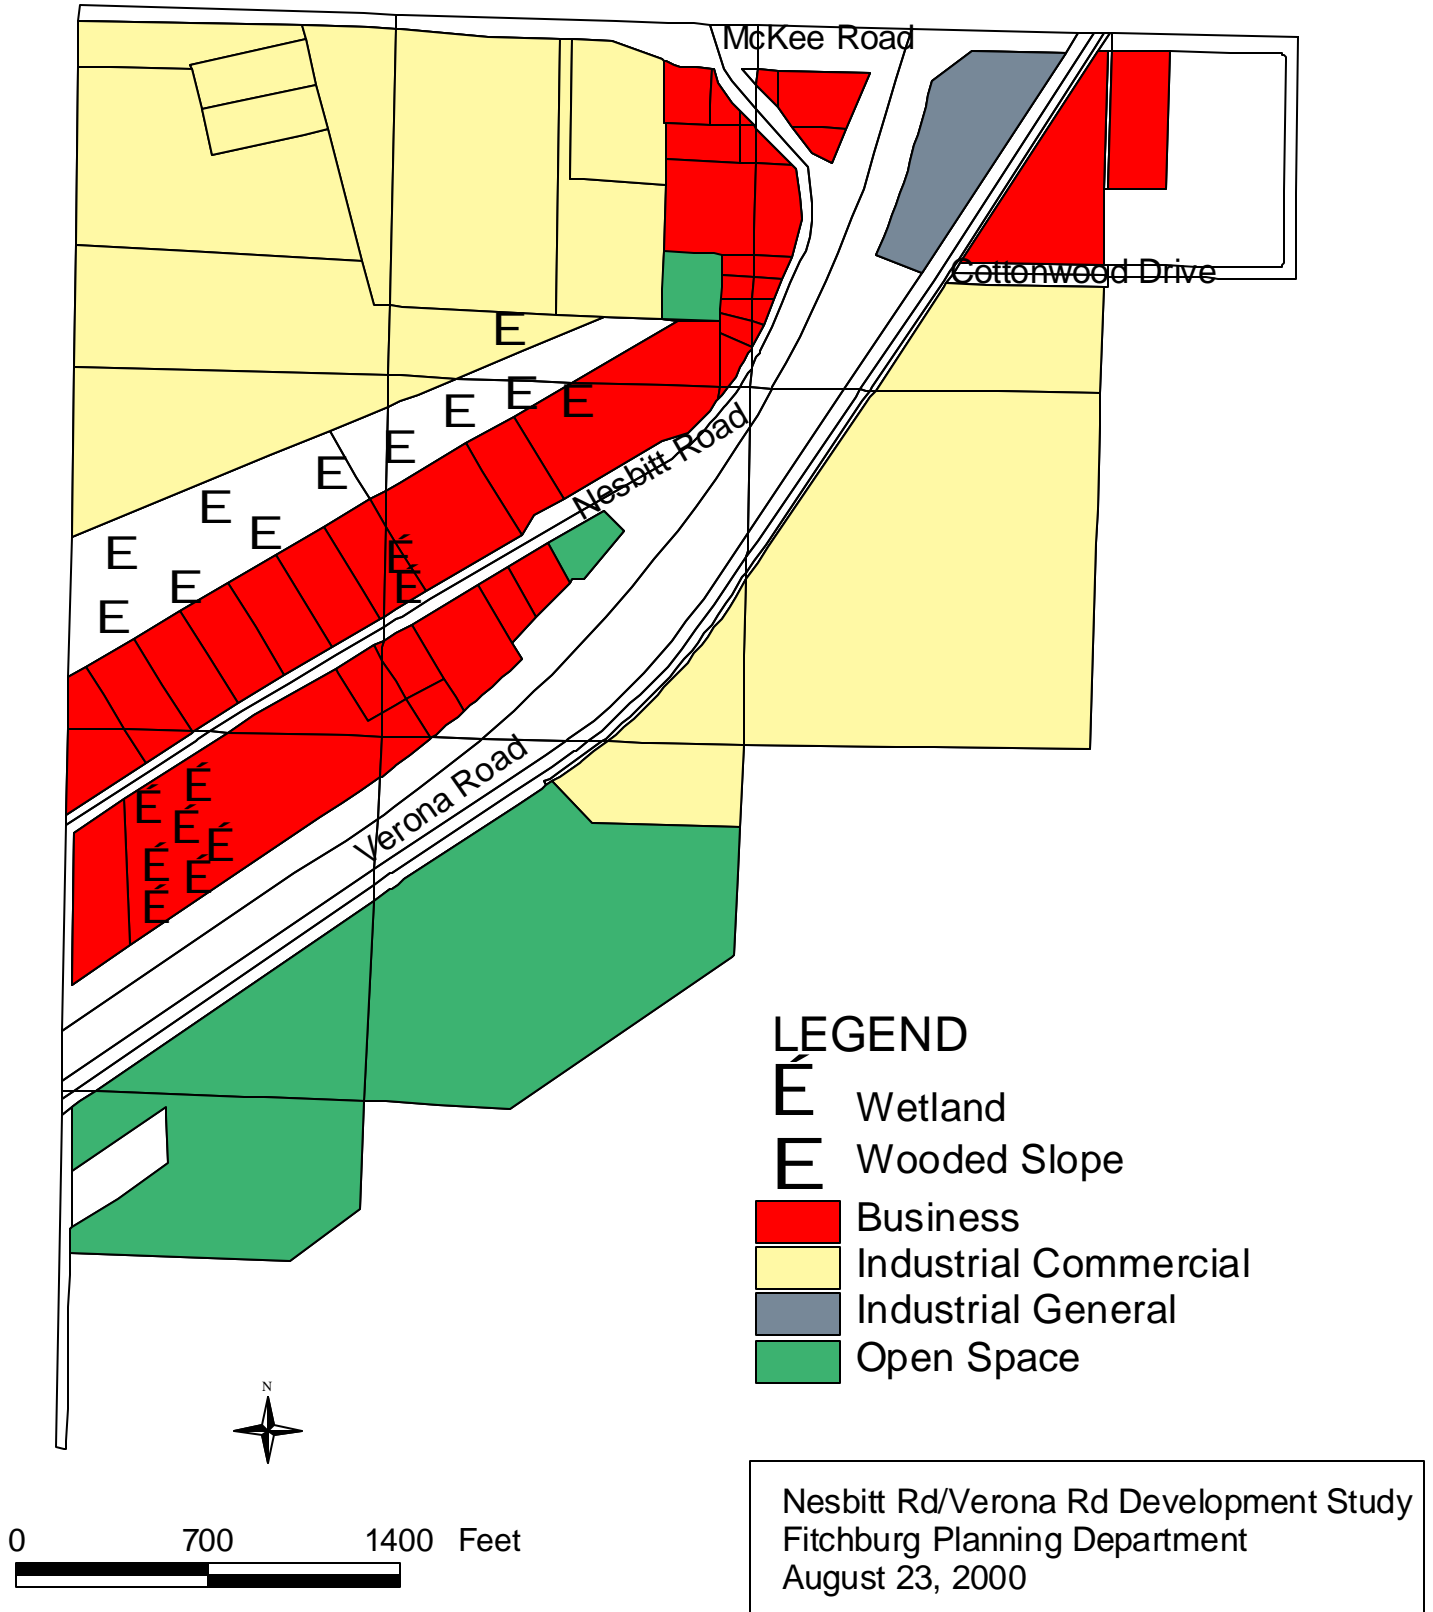 McKee Road
Cottonwood Drive
E
E
E
E
E
E
Nesbitt Road
E
E
E
E
É
É
E
E
Verona Road
É
É
É
É
É
É
É
LEGEND
É Wetland
E Wooded Slope
Business
Industrial Commercial
Industrial General
Open Space
N
0 700 1400 Feet
Nesbitt Rd/Verona Rd Development Study
Fitchburg Planning Department
August 23, 2000